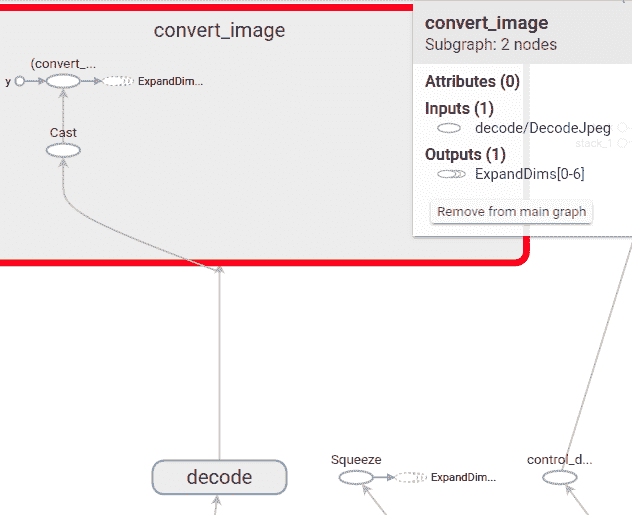 convert_image
(convert_...
y
ExpandDim...
Cast
convert_image
Subgraph: 2 nodes
Attributes (0)
Inputs (1)
decode/DecodeJpeg
stack_1
Outputs (1)
ExpandDims[0-6]
Remove from main graph
decode
Squeeze
ExpandDim...
control_d...